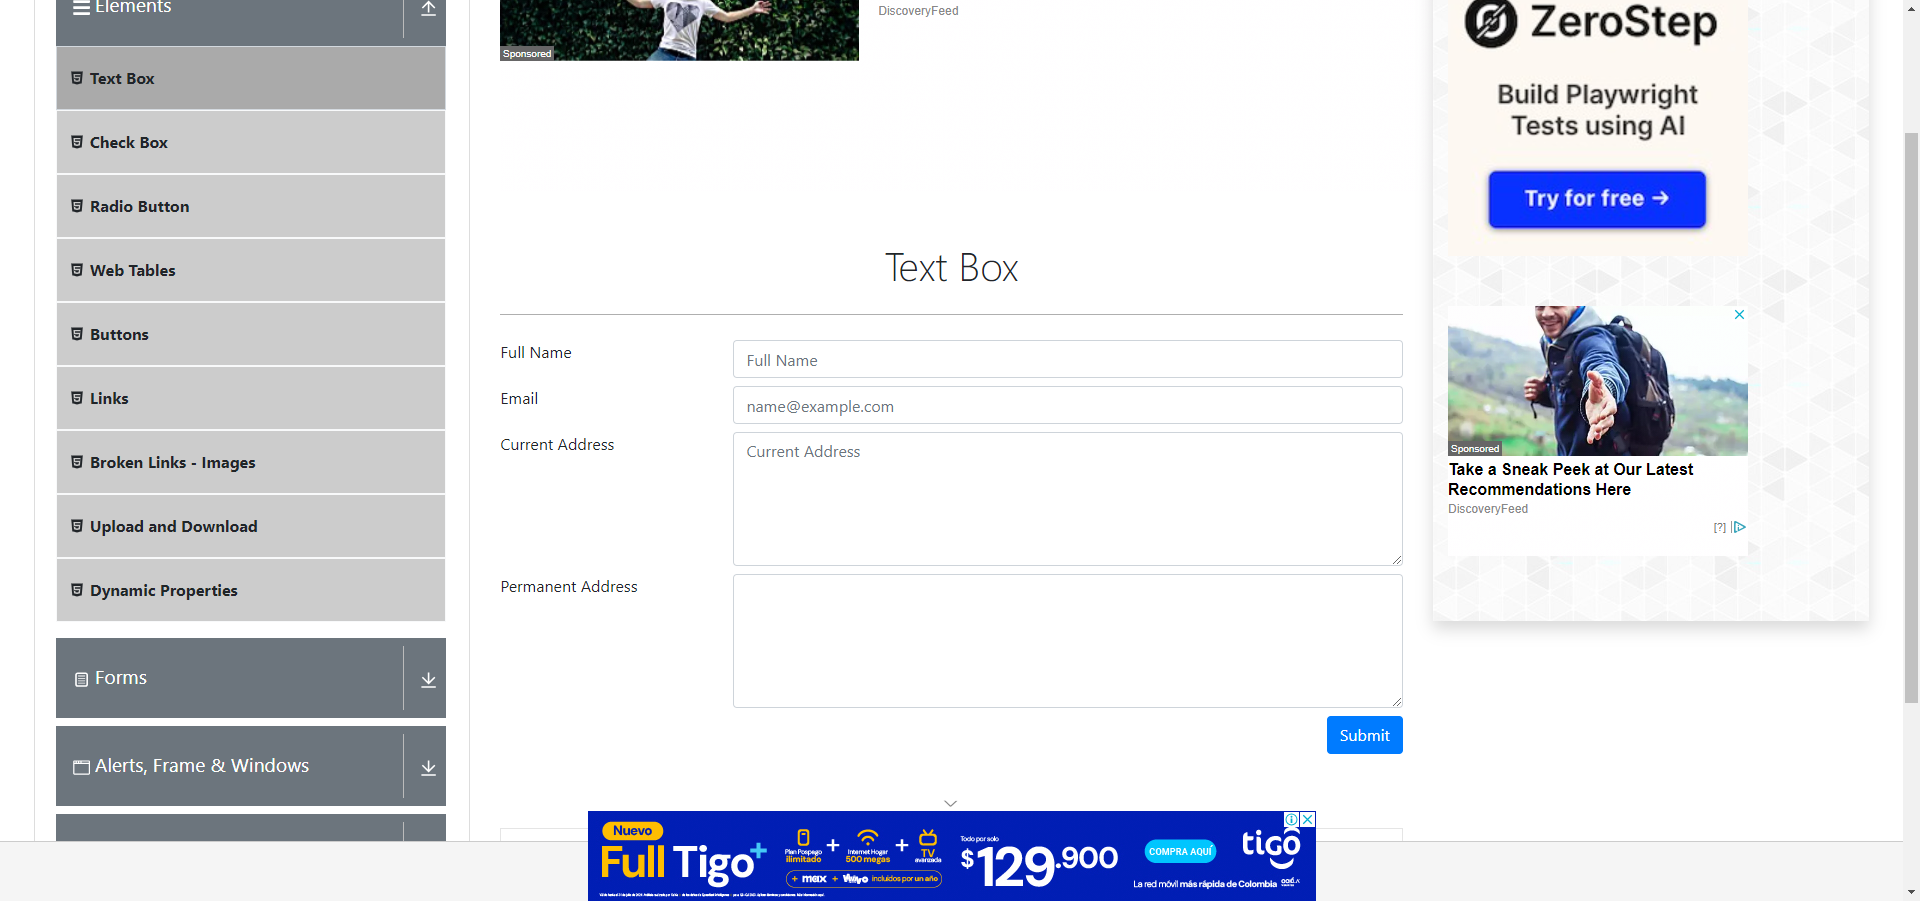 Elements
Text Box
Check Box
Radio Button
Web Tables
Buttons
Links
Broken Links - Images
Upload and Download
Dynamic Properties
Forms
Alerts, Frame & Windows
Sponsored
DiscoveryFeed
Text Box
Full Name
Full Name
Email
name@example.com
Current Address
Current Address
Permanent Address
Submit
ZeroStep
Build Playwright
Tests using AI
Try for free →
Sponsored
Take a Sneak Peek at Our Latest
Recommendations Here
DiscoveryFeed
[?]
Nuevo
Full Tigo+
Plan Pospago
ilimitado
+
Internet Hogar
500 megas
+
TV
avanzada
+ max + incluidos por un año
Todo por solo
$129.900
COMPRA AQUÍ
tigo
La red móvil más rápida de Colombia